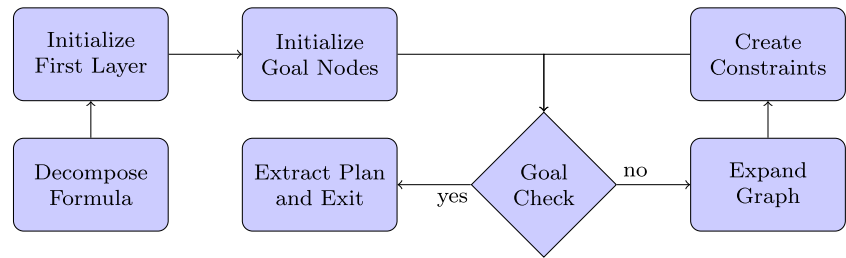 Initialize
First Layer
Initialize
Goal Nodes
Create
Constraints
Decompose
Formula
Extract Plan
and Exit
yes
Goal
Check
no
Expand
Graph